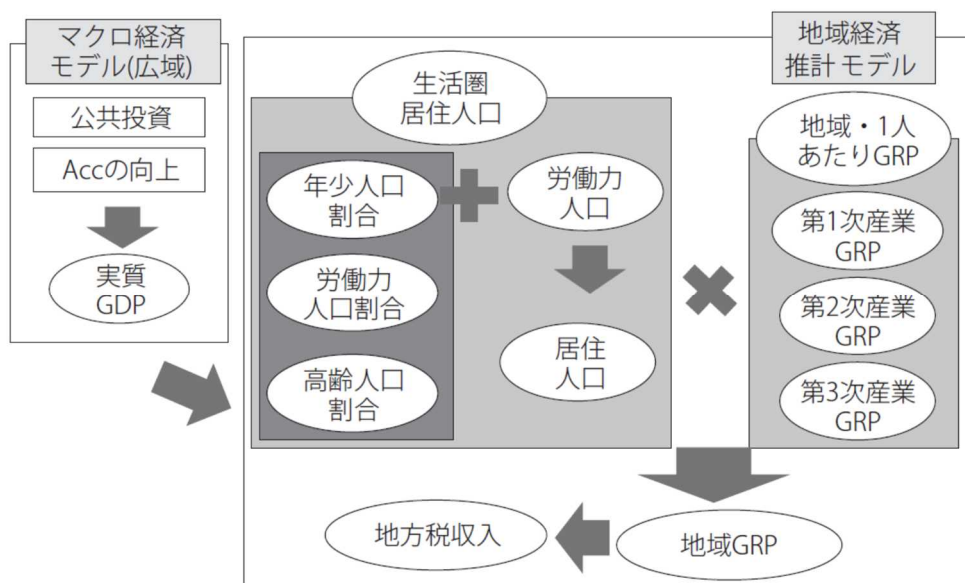 マクロ経済
モデル(広域)
公共投資
Accの向上
実質
GDP
地域経済
推計モデル
生活圏
居住人口
年少人口
割合
労働力
人口割合
高齢人口
割合
労働力
人口
居住
人口
地域・1人
あたりGRP
第1次産業
GRP
第2次産業
GRP
第3次産業
GRP
地域GRP
地方税収入